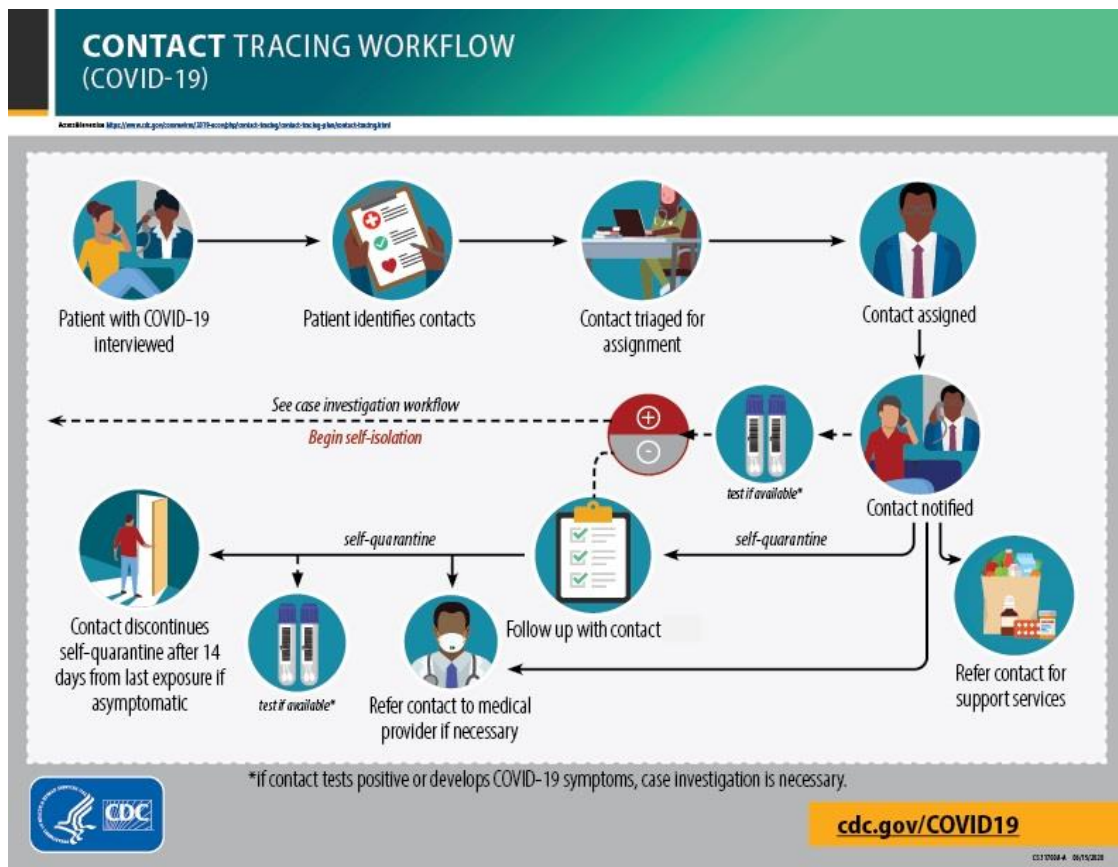 CONTACT TRACING WORKFLOW
(COVID-19)
Patient with COVID-19
interviewed
Patient identifies contacts
Contact triaged for
assignment
Contact assigned
See case investigation workflow
Begin self-isolation
test if available*
Contact notified
self-quarantine
self-quarantine
Contact discontinues
self-quarantine after 14
days from last exposure if
asymptomatic
test if available*
Refer contact to medical
provider if necessary
Follow up with contact
Refer contact for
support services
*if contact tests positive or develops COVID-19 symptoms, case investigation is necessary.
CDC
cdc.gov/COVID19